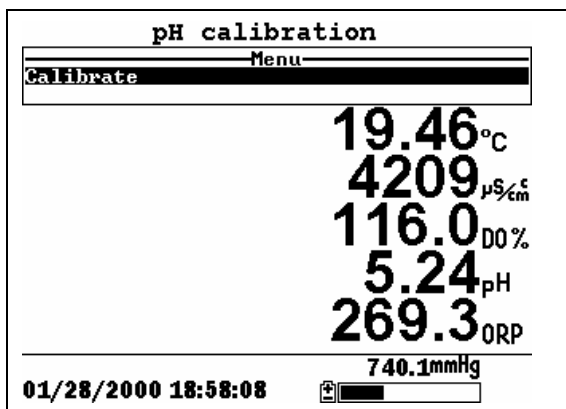 pH calibration
Menu
Calibrate
19.46°C
4209µS/cm c
116.0DO%
5.24pH
269.3ORP
740.1mmHg
01/28/2000 18:58:08